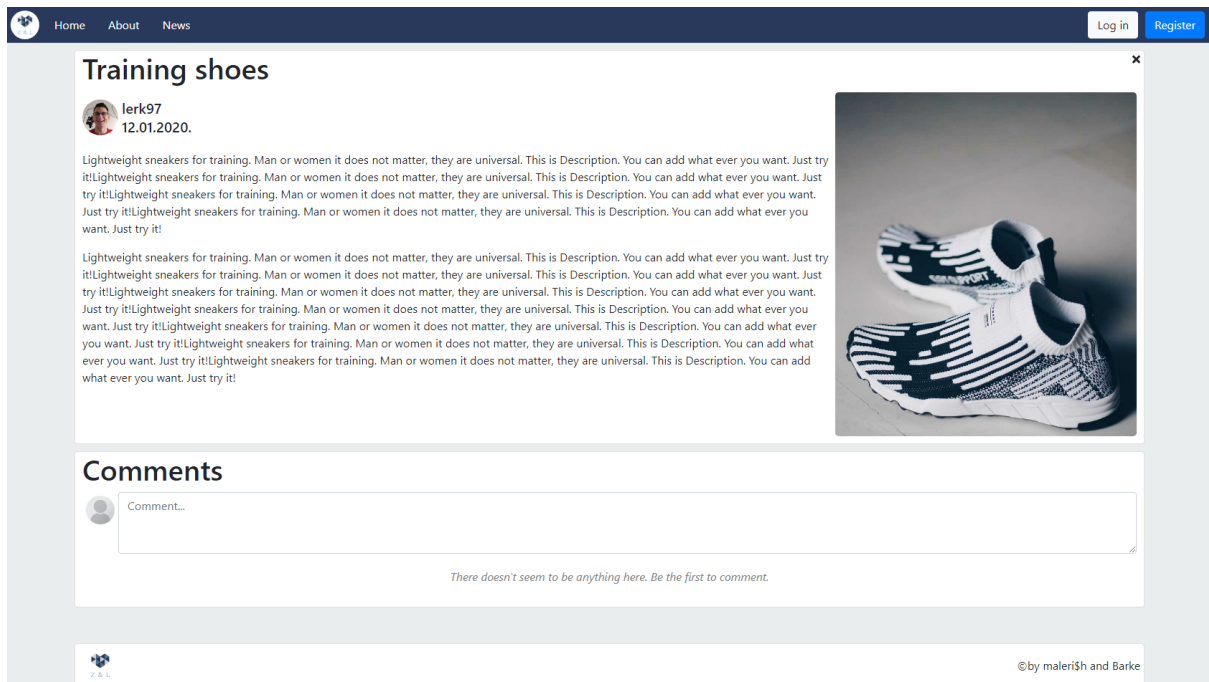 Z & L
Home
About
News
Log in
Register
Training shoes
lerk97
12.01.2020.
Lightweight sneakers for training. Man or women it does not matter, they are universal. This is Description. You can add what ever you want. Just try
it!Lightweight sneakers for training. Man or women it does not matter, they are universal. This is Description. You can add what ever you want. Just
try it!Lightweight sneakers for training. Man or women it does not matter, they are universal. This is Description. You can add what ever you want.
Just try it!Lightweight sneakers for training. Man or women it does not matter, they are universal. This is Description. You can add what ever you
want. Just try it!
Lightweight sneakers for training. Man or women it does not matter, they are universal. This is Description. You can add what ever you want. Just try
it!Lightweight sneakers for training. Man or women it does not matter, they are universal. This is Description. You can add what ever you want. Just
try it!Lightweight sneakers for training. Man or women it does not matter, they are universal. This is Description. You can add what ever you want.
Just try it!Lightweight sneakers for training. Man or women it does not matter, they are universal. This is Description. You can add what ever you
want. Just try it!Lightweight sneakers for training. Man or women it does not matter, they are universal. This is Description. You can add what ever
you want. Just try it!Lightweight sneakers for training. Man or women it does not matter, they are universal. This is Description. You can add what
ever you want. Just try it!Lightweight sneakers for training. Man or women it does not matter, they are universal. This is Description. You can add
what ever you want. Just try it!
Comments
Comment...
There doesn't seem to be anything here. Be the first to comment.
Z & L
©by maleri$h and Barke